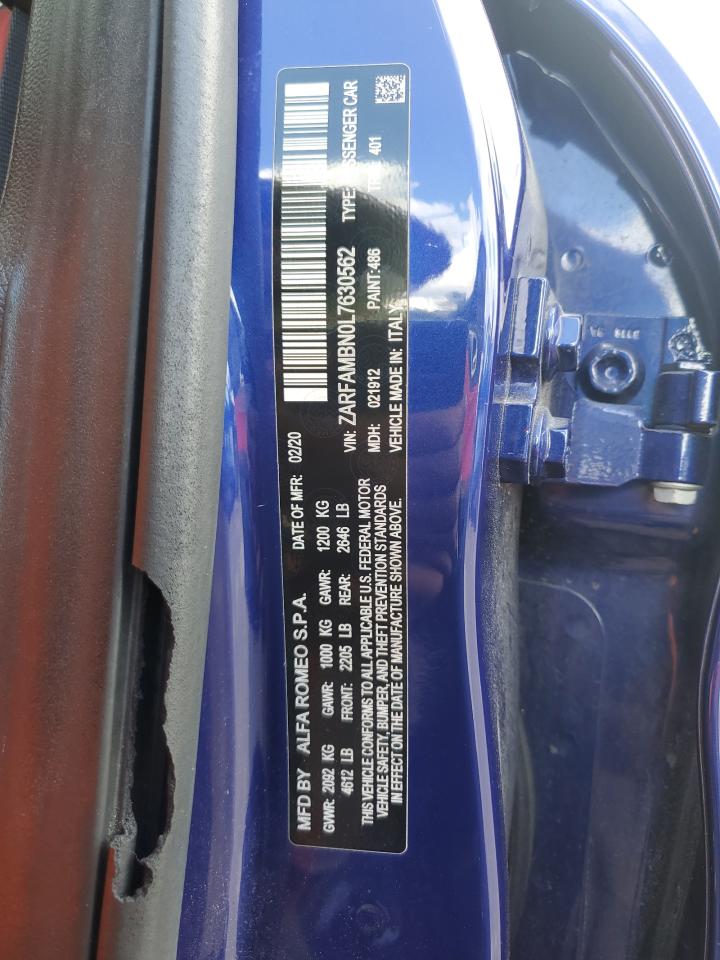 MFD BY ALFA ROMEO S.P.A. DATE OF MFR: 02/20
GVWR: 2092 KG GAWR: 1000 KG GAWR: 1200 KG
4612 LB FRONT: 2205 LB REAR: 2646 LB
THIS VEHICLE CONFORMS TO ALL APPLICABLE U.S. FEDERAL MOTOR
VEHICLE SAFETY, BUMPER, AND THEFT PREVENTION STANDARDS
IN EFFECT ON THE DATE OF MANUFACTURE SHOWN ABOVE.
VIN: ZARFAMBN0L7630562 TYPE: PASSENGER CAR
MDH: 021912 PAINT: 486 401
VEHICLE MADE IN: ITALY